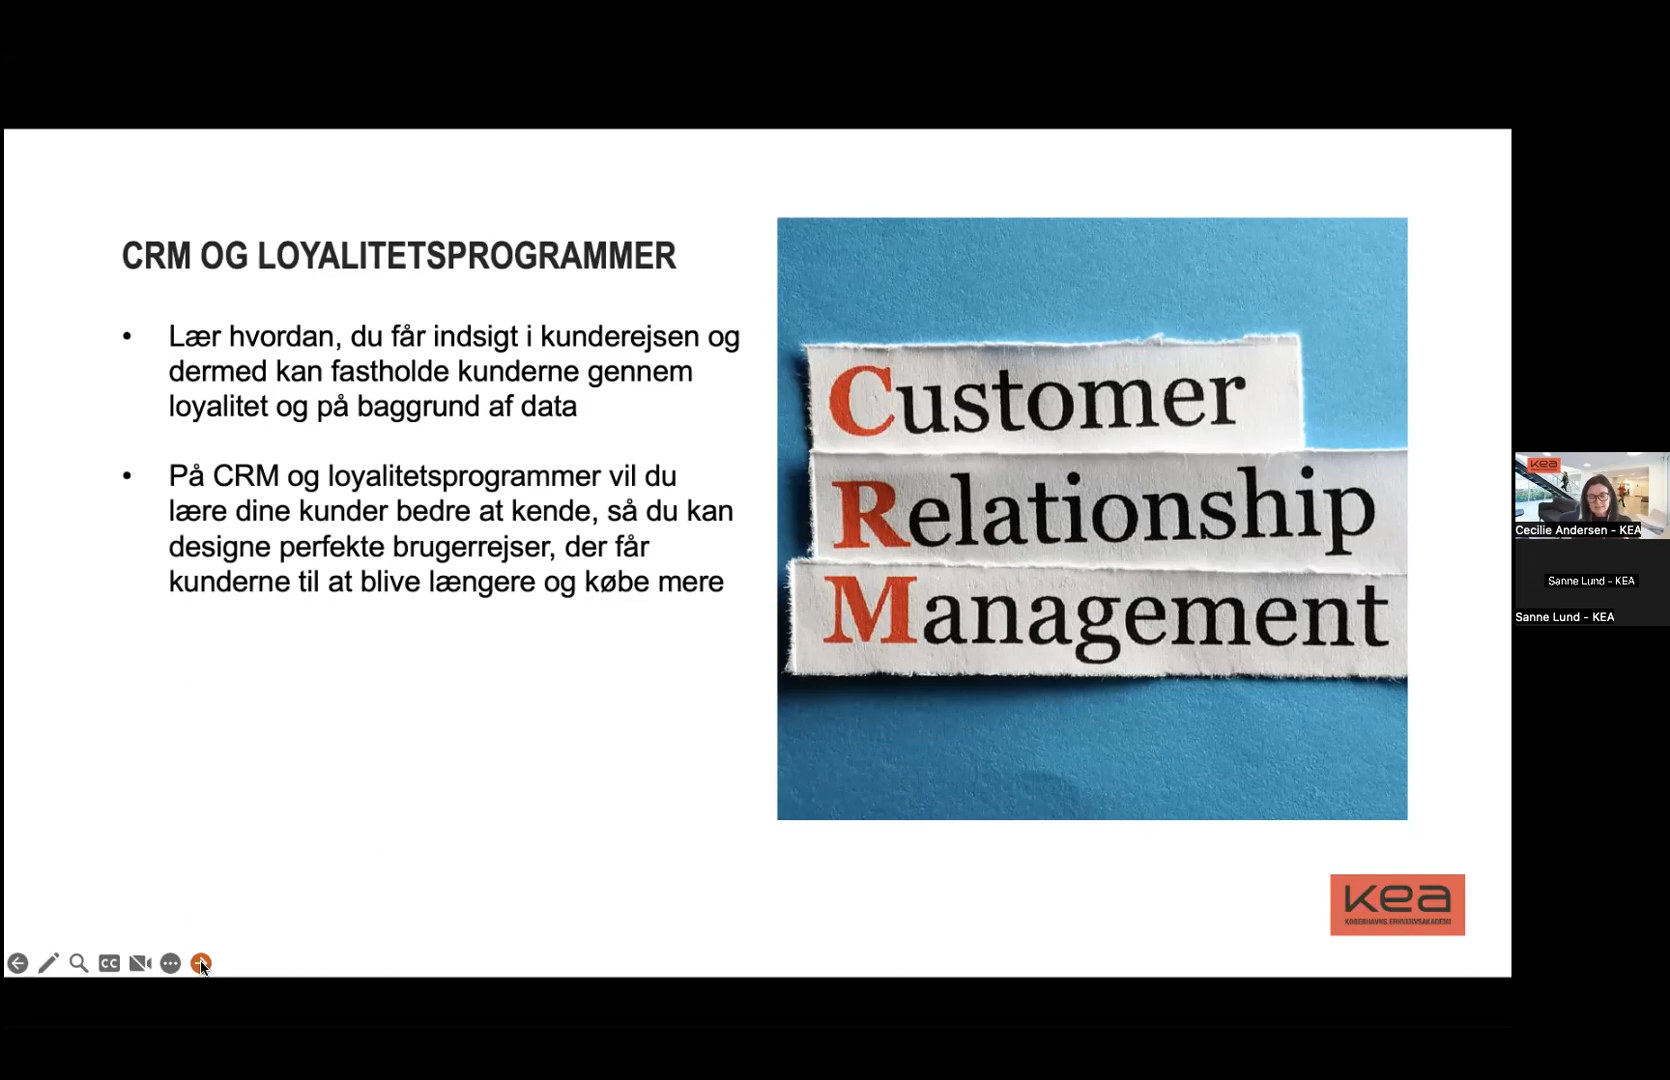 CRM OG LOYALITETSPROGRAMMER
• Lær hvordan, du får indsigt i kunderejsen og
dermed kan fastholde kunderne gennem
loyalitet og på baggrund af data
• På CRM og loyalitetsprogrammer vil du
lære dine kunder bedre at kende, så du kan
designe perfekte brugerrejser, der får
kunderne til at blive længere og købe mere
Customer
Relationship
Management
kea
KØBENHAVNS ERHVERVSAKADEMI
CC
kea
Cecilie Andersen - KEA
Sanne Lund - KEA
Sanne Lund - KEA